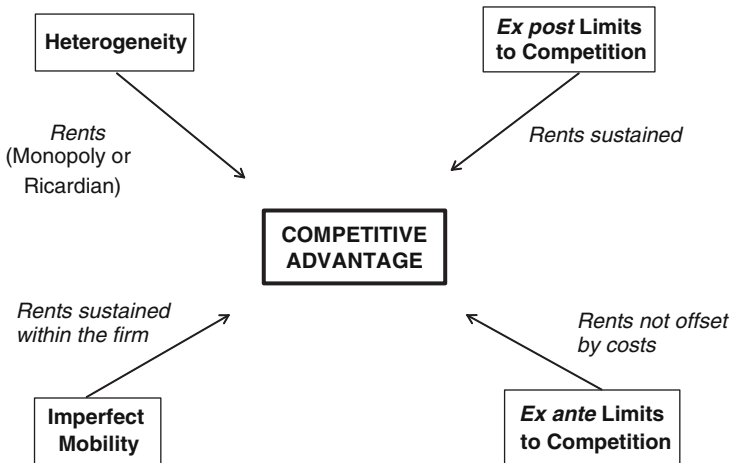 Heterogeneity
Ex post Limits
to Competition
Rents
(Monopoly or
Ricardian)
Rents sustained
COMPETITIVE
ADVANTAGE
Rents sustained
within the firm
Rents not offset
by costs
Imperfect
Mobility
Ex ante Limits
to Competition